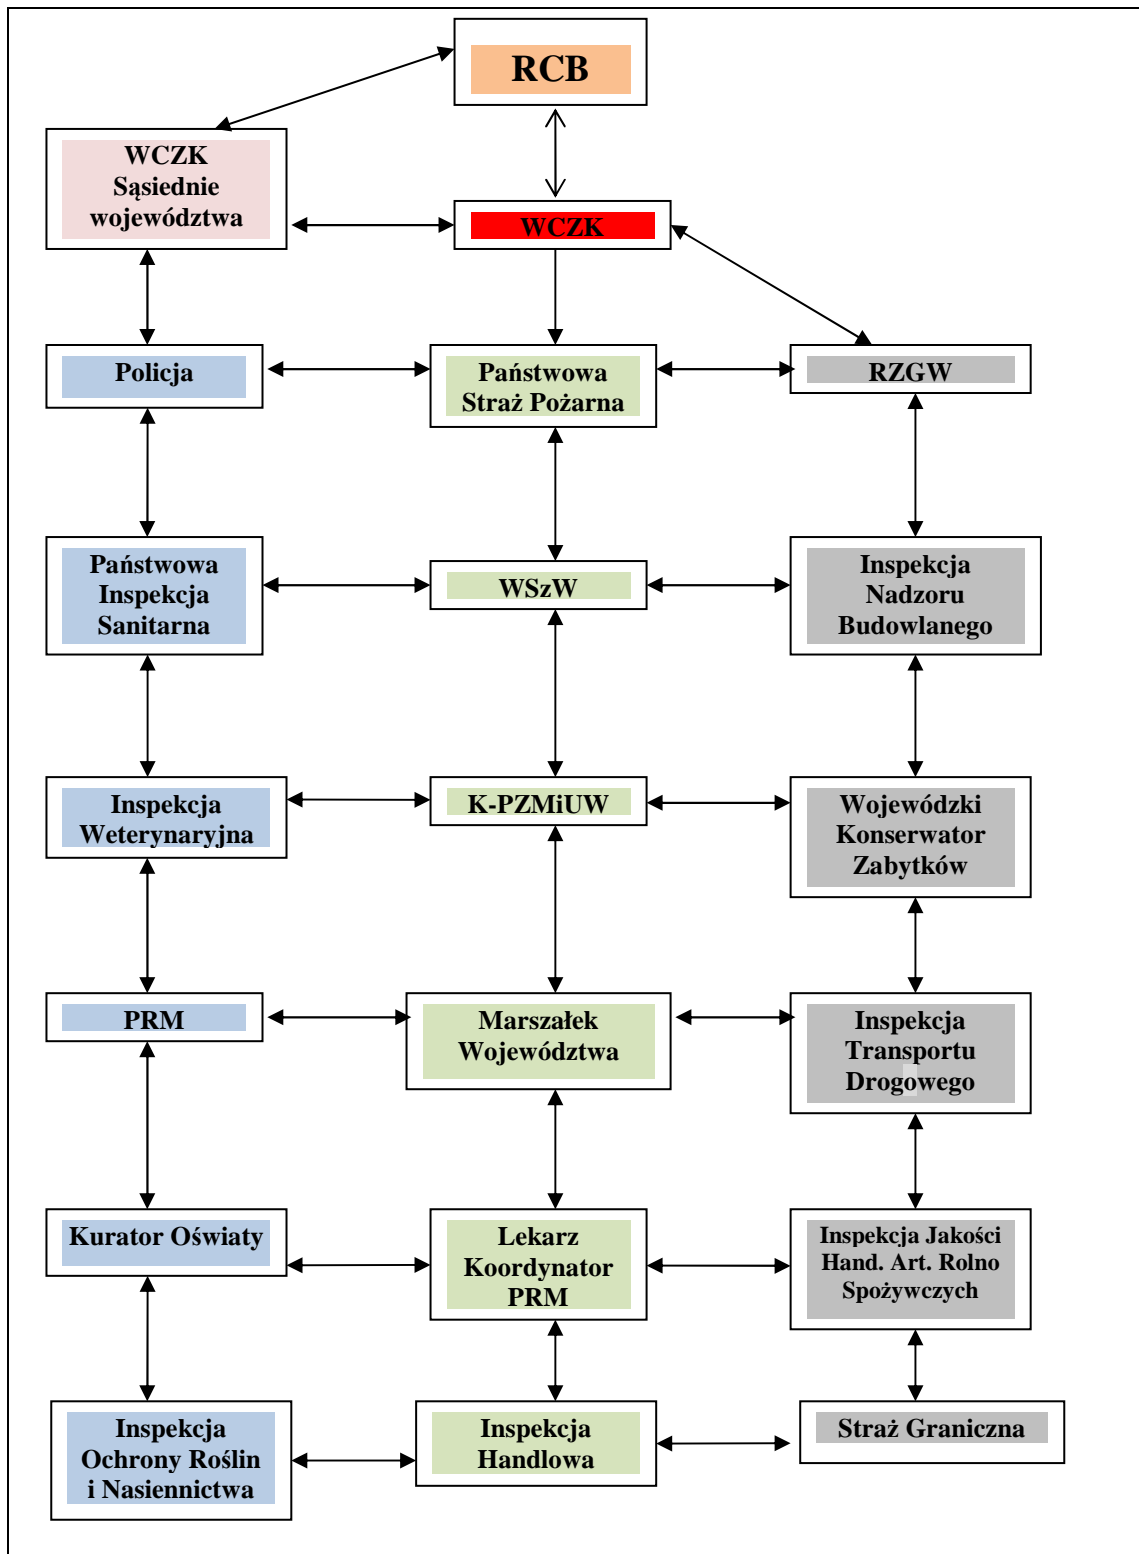 RCB
WCZK
Sąsiednie
województwa
WCZK
Policja
Państwowa
Straż Pożarna
RZGW
Państwowa
Inspekcja
Sanitarna
WSzW
Inspekcja
Nadzoru
Budowlanego
Inspekcja
Weterynaryjna
K-PZMiUW
Wojewódzki
Konserwator
Zabytków
PRM
Marszałek
Województwa
Inspekcja
Transportu
Drogowego
Kurator Oświaty
Lekarz
Koordynator
PRM
Inspekcja Jakości
Hand. Art. Rolno
Spożywczych
Inspekcja
Ochrony Roślin
i Nasiennictwa
Inspekcja
Handlowa
Straż Graniczna